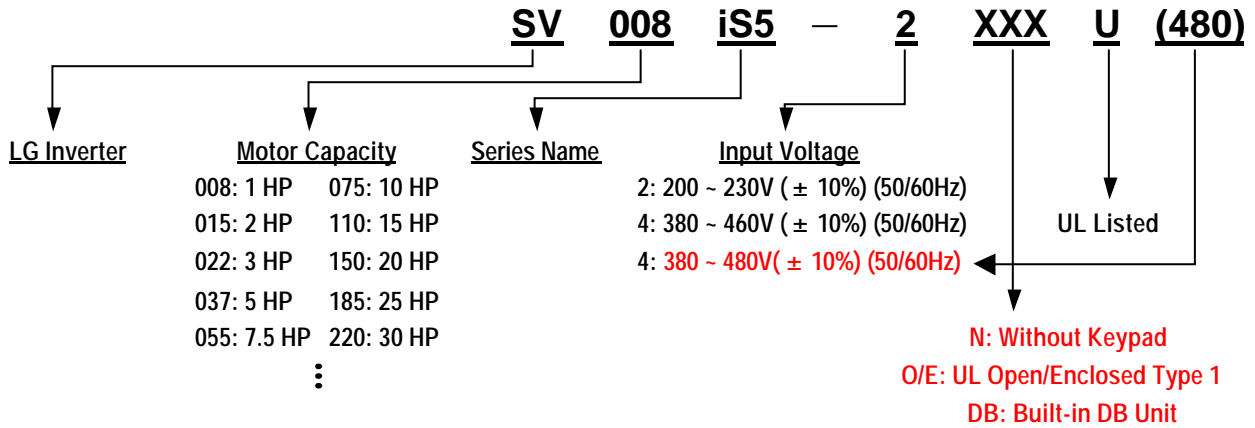 SV 008 iS5 – 2 XXX U (480)
LG Inverter
Motor Capacity
Series Name
Input Voltage
008: 1 HP 075: 10 HP
2: 200 ~ 230V ( ± 10%) (50/60Hz)
015: 2 HP 110: 15 HP
4: 380 ~ 460V ( ± 10%) (50/60Hz)
UL Listed
022: 3 HP 150: 20 HP
4: 380 ~ 480V( ± 10%) (50/60Hz)
037: 5 HP 185: 25 HP
055: 7.5 HP 220: 30 HP
N: Without Keypad
O/E: UL Open/Enclosed Type 1
DB: Built-in DB Unit